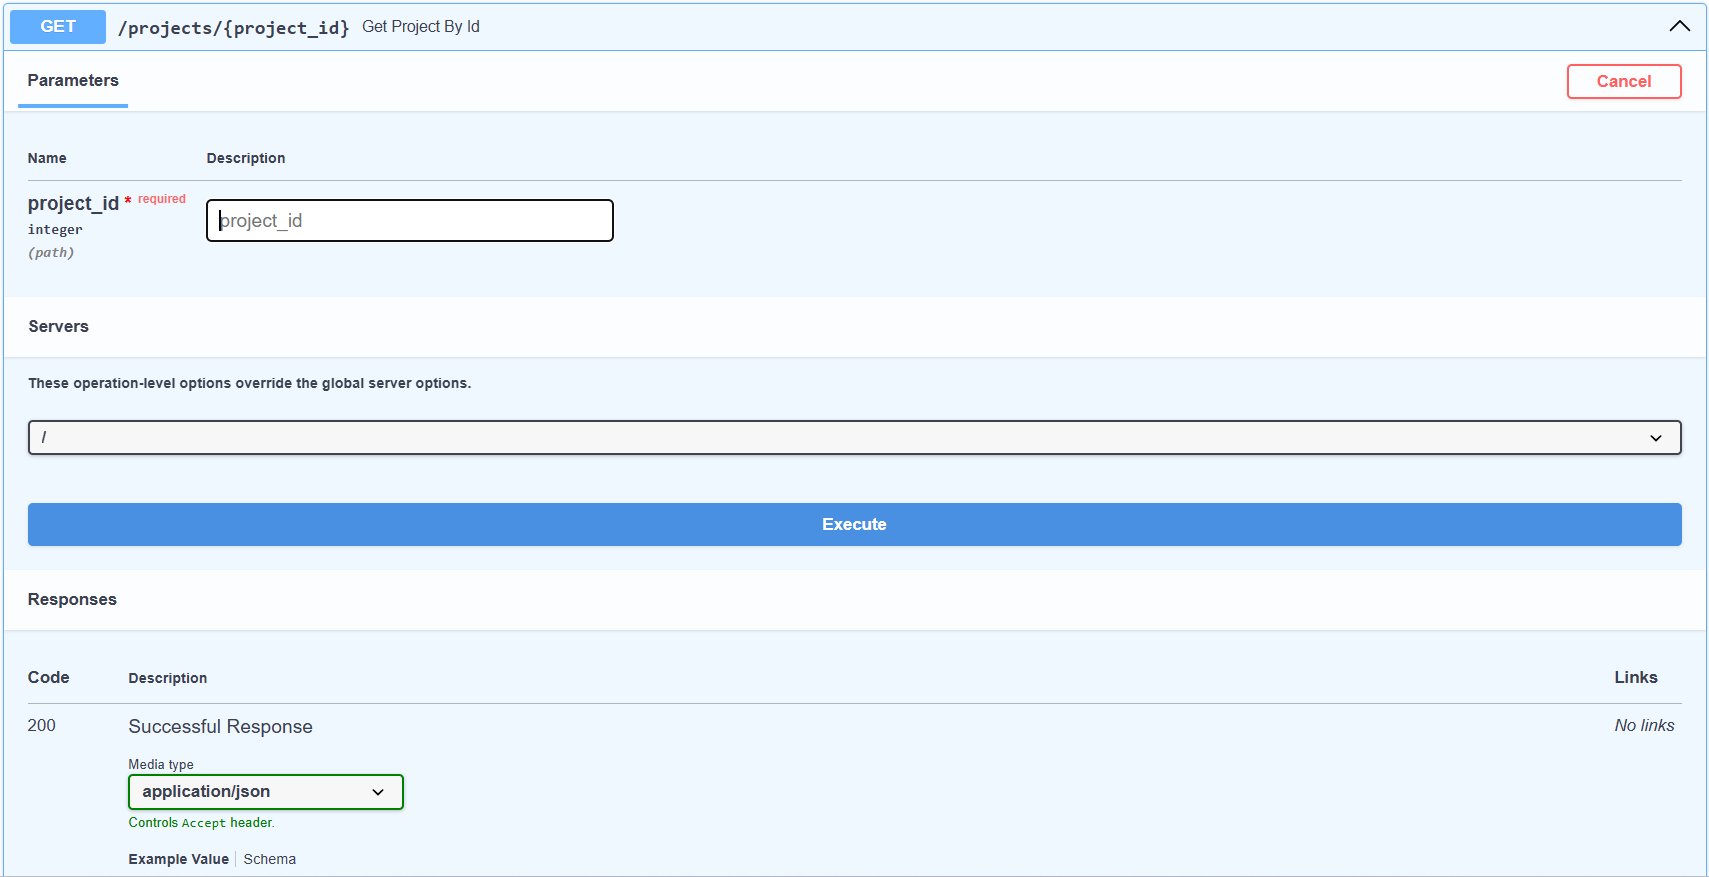 GET /projects/{project_id} Get Project By Id
Parameters
Cancel
Name Description
project_id * required
integer
(path)
project_id
Servers
These operation-level options override the global server options.
/
Execute
Responses
Code Description Links
200 Successful Response No links
Media type
application/json
Controls Accept header.
Example Value Schema